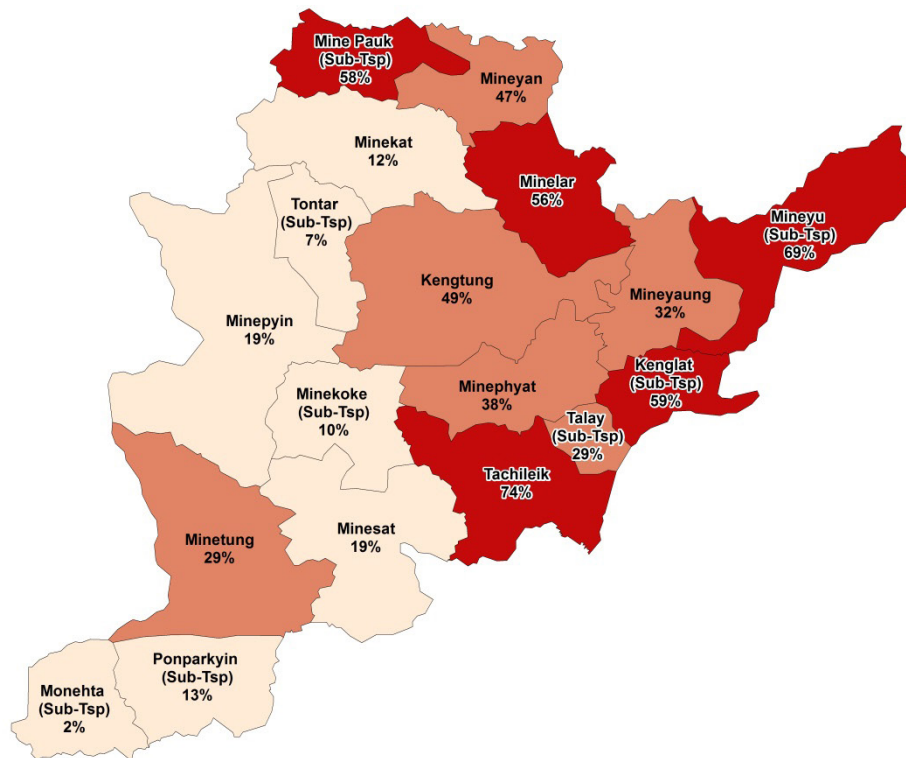 Mine Pauk
(Sub-Tsp)
58%
Mineyan
47%
Minekat
12%
Minelar
56%
Tontar
(Sub-Tsp)
7%
Mineyu
(Sub-Tsp)
69%
Kengtung
49%
Mineyaung
32%
Minepyin
19%
Kenglat
(Sub-Tsp)
59%
Minekoke
(Sub-Tsp)
10%
Minephyat
38%
Talay
(Sub-Tsp)
29%
Tachileik
74%
Minetung
29%
Minesat
19%
Ponparkyin
(Sub-Tsp)
13%
Monehta
(Sub-Tsp)
2%